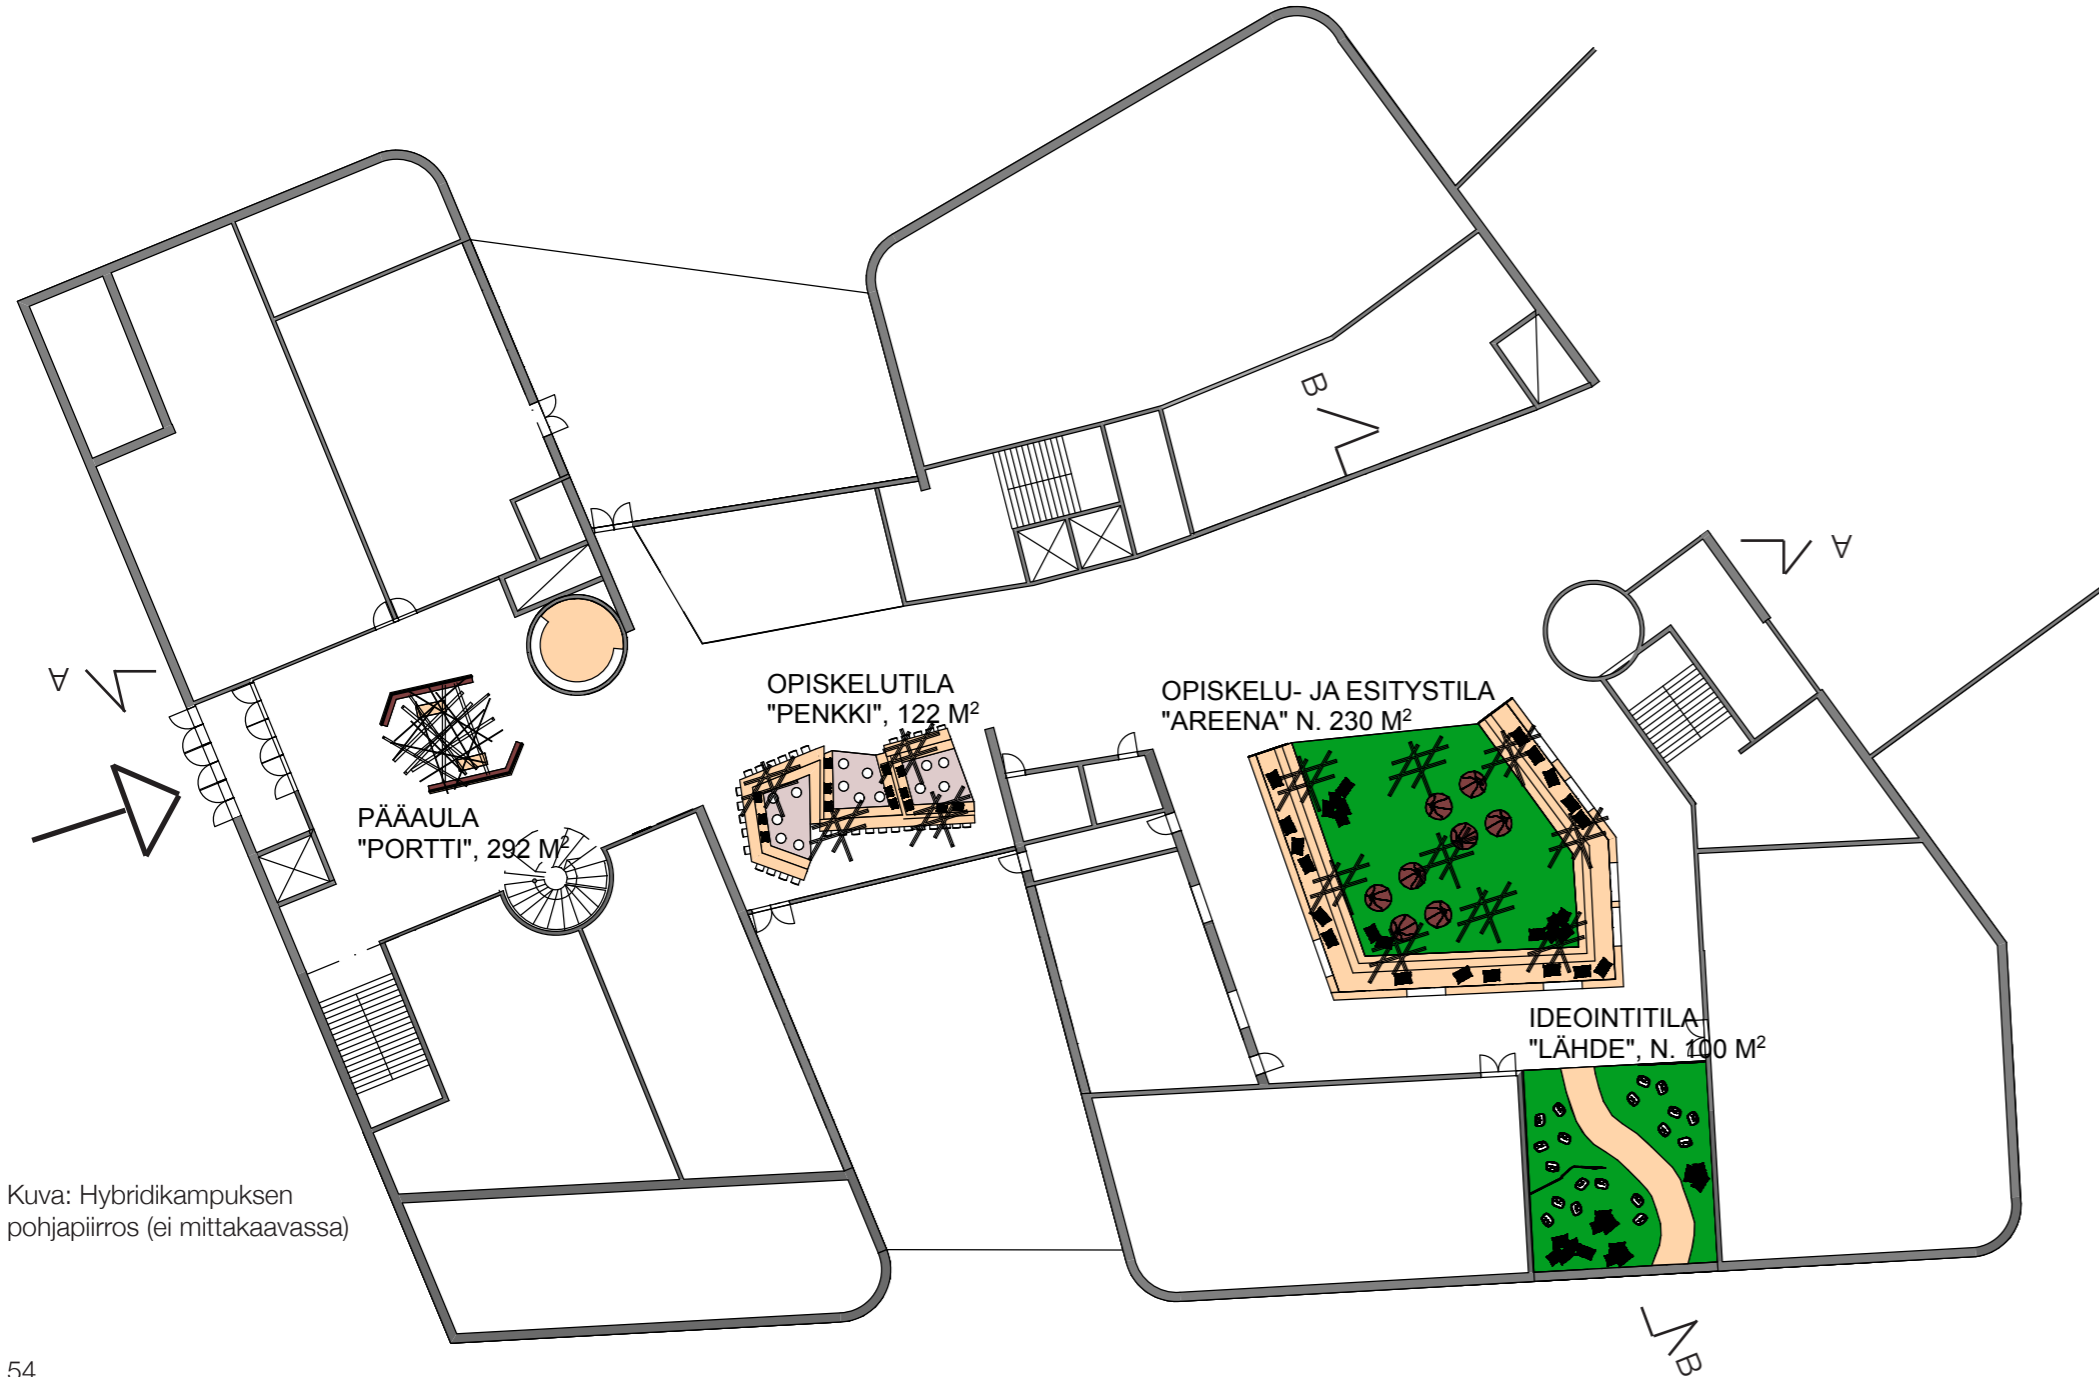 B
A
A
OPISKELUTILA
"PENKKI", 122 M²
OPISKELU- JA ESITYSTILA
"AREENA" N. 230 M²
PÄÄAULA
"PORTTI", 292 M²
IDEOINTITILA
"LÄHDE", N. 100 M²
Kuva: Hybridikampuksen
pohjapiirros (ei mittakaavassa)
B
54